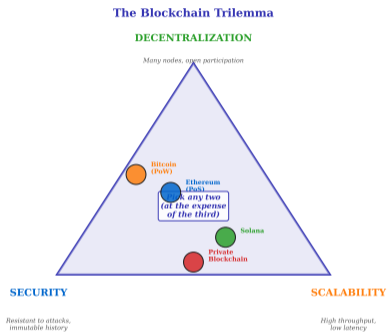 The Blockchain Trilemma
DECENTRALIZATION
Many nodes, open participation
Bitcoin
(PoW)
Ethereum
(PoS)
Pick any two
(at the expense
of the third)
Solana
Private
Blockchain
SECURITY
SCALABILITY
Resistant to attacks,
immutable history
High throughput,
low latency